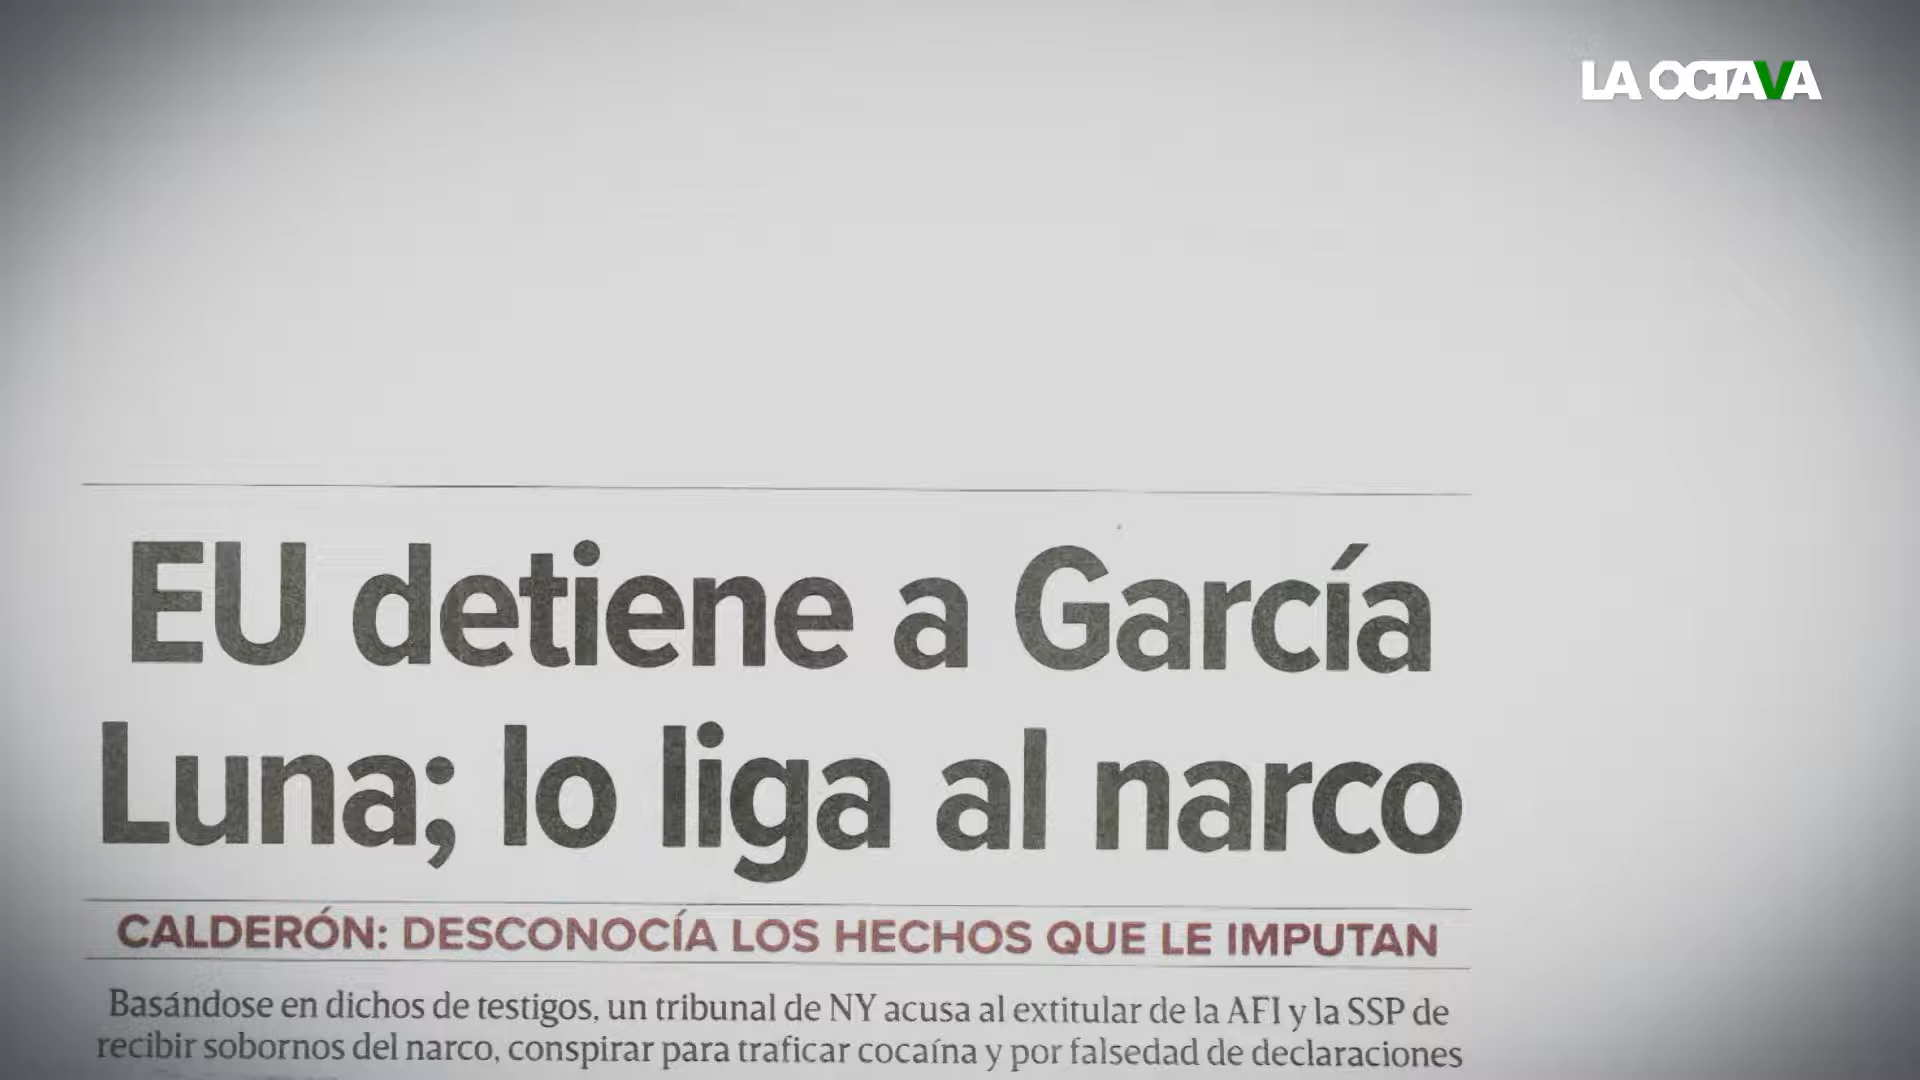 LA OCTAVA
EU detiene a García
Luna; lo liga al narco
CALDERÓN: DESCONOCÍA LOS HECHOS QUE LE IMPUTAN
Basándose en dichos de testigos, un tribunal de NY acusa al extitular de la AFI y la SSP de
recibir sobornos del narco, conspirar para traficar cocaína y por falsedad de declaraciones